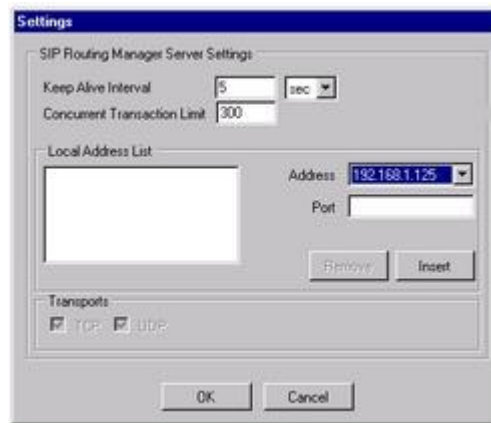 Settings
SIP Routing Manager Server Settings
Keep Alive Interval 5 sec
Concurrent Transaction Limit 300
Local Address List
Address 192.168.1.125
Port
Remove Insert
Transports
TCP UDP
OK Cancel